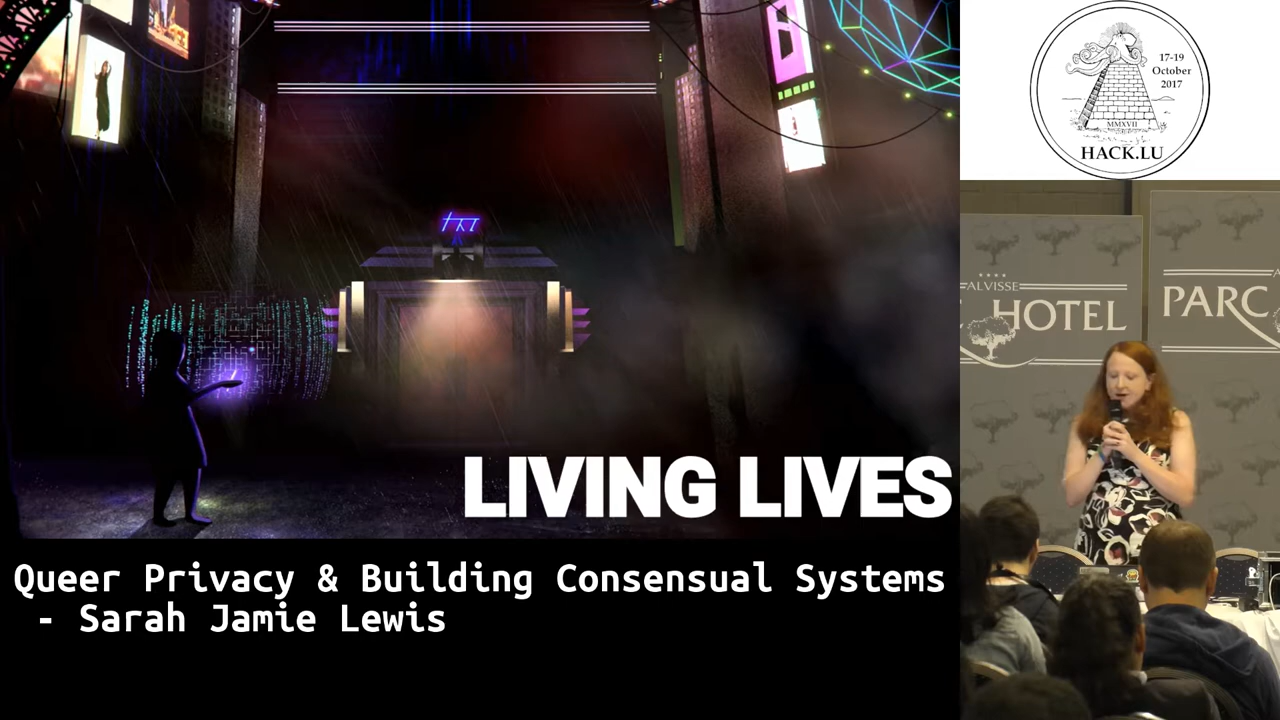 LIVING LIVES
Queer Privacy & Building Consensual Systems
- Sarah Jamie Lewis
17-19
October
2017
MMXVII
HACK.LU
ALVISSE
HOTEL
PARC